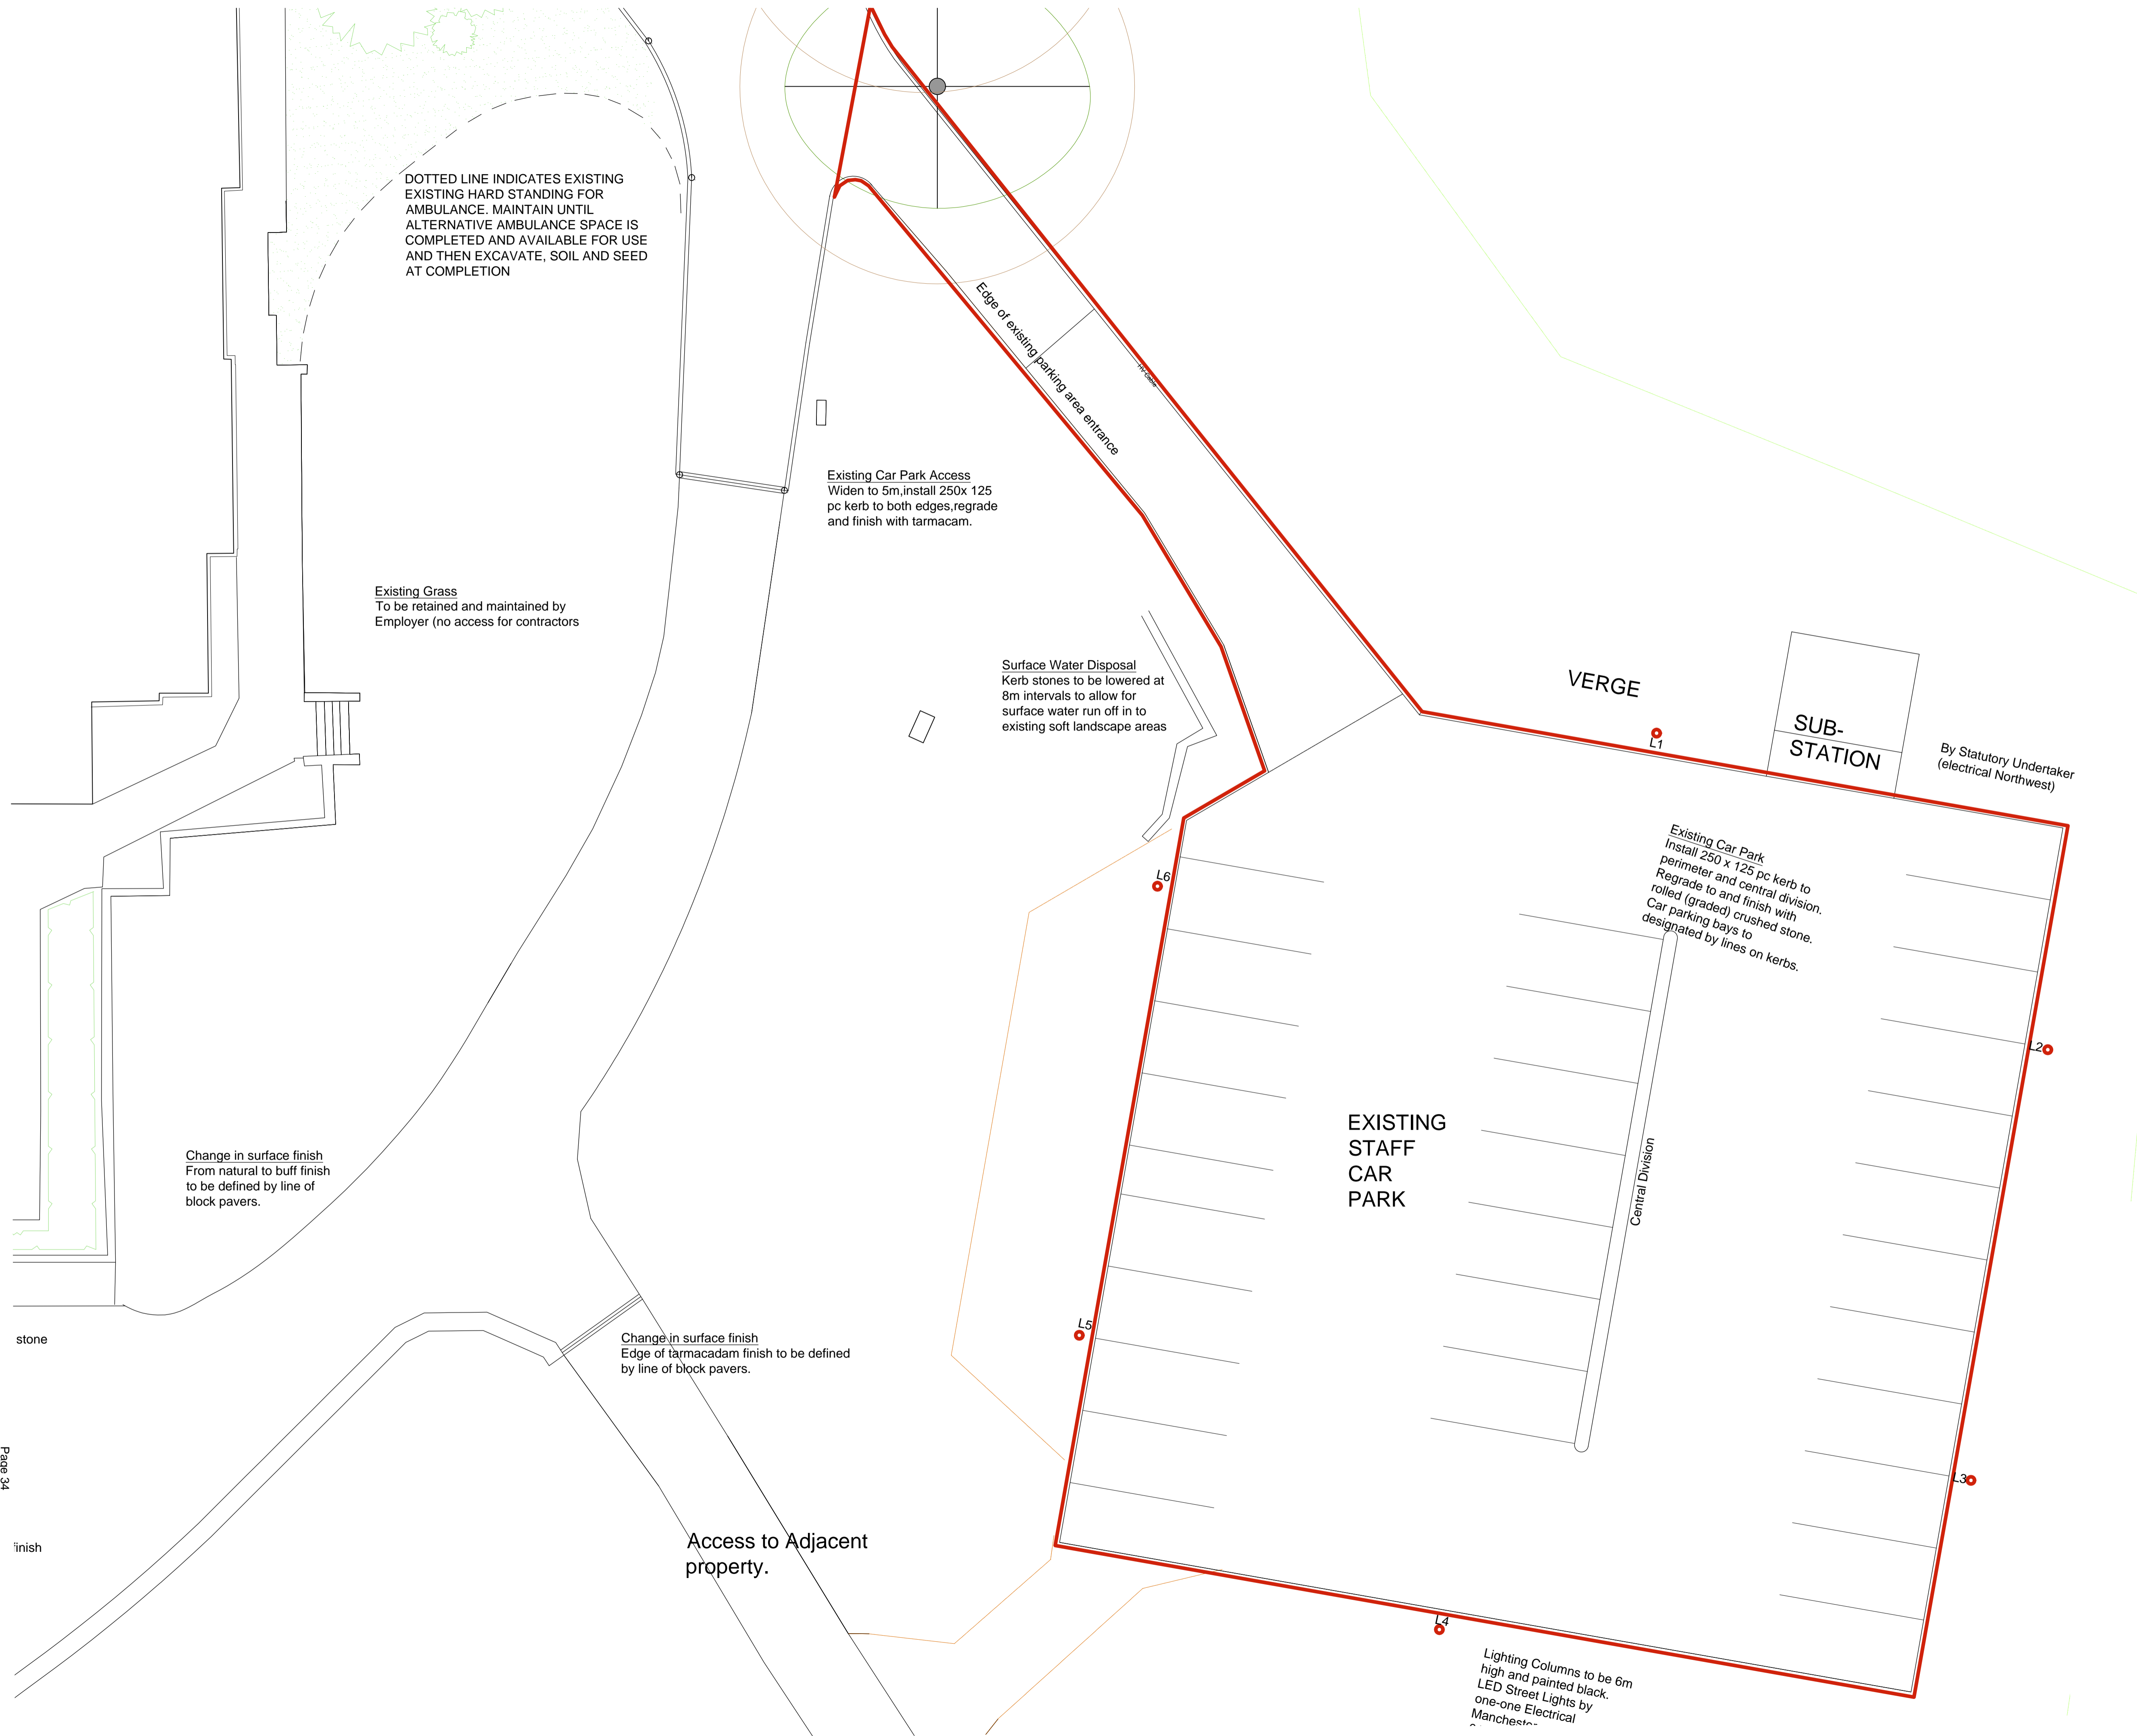 DOTTED LINE INDICATES EXISTING
EXISTING HARD STANDING FOR
AMBULANCE. MAINTAIN UNTIL
ALTERNATIVE AMBULANCE SPACE IS
COMPLETED AND AVAILABLE FOR USE
AND THEN EXCAVATE, SOIL AND SEED
AT COMPLETION
Edge of existing parking area entrance
HV Cable
Existing Car Park Access
Widen to 5m,install 250x 125
pc kerb to both edges,regrade
and finish with tarmacam.
Existing Grass
To be retained and maintained by
Employer (no access for contractors
Surface Water Disposal
Kerb stones to be lowered at
8m intervals to allow for
surface water run off in to
existing soft landscape areas
VERGE
L1
SUB-
STATION
By Statutory Undertaker
(electrical Northwest)
Existing Car Park
Install 250 x 125 pc kerb to
perimeter and central division.
Regrade to and finish with
rolled (graded) crushed stone.
Car parking bays to
designated by lines on kerbs.
L6
L2
EXISTING
STAFF
CAR
PARK
Central Division
Change in surface finish
From natural to buff finish
to be defined by line of
block pavers.
L5
stone
Change in surface finish
Edge of tarmacadam finish to be defined
by line of block pavers.
Page 34
L3
finish
Access to Adjacent
property.
L4
Lighting Columns to be 6m
high and painted black.
LED Street Lights by
one-one Electrical
Manchester